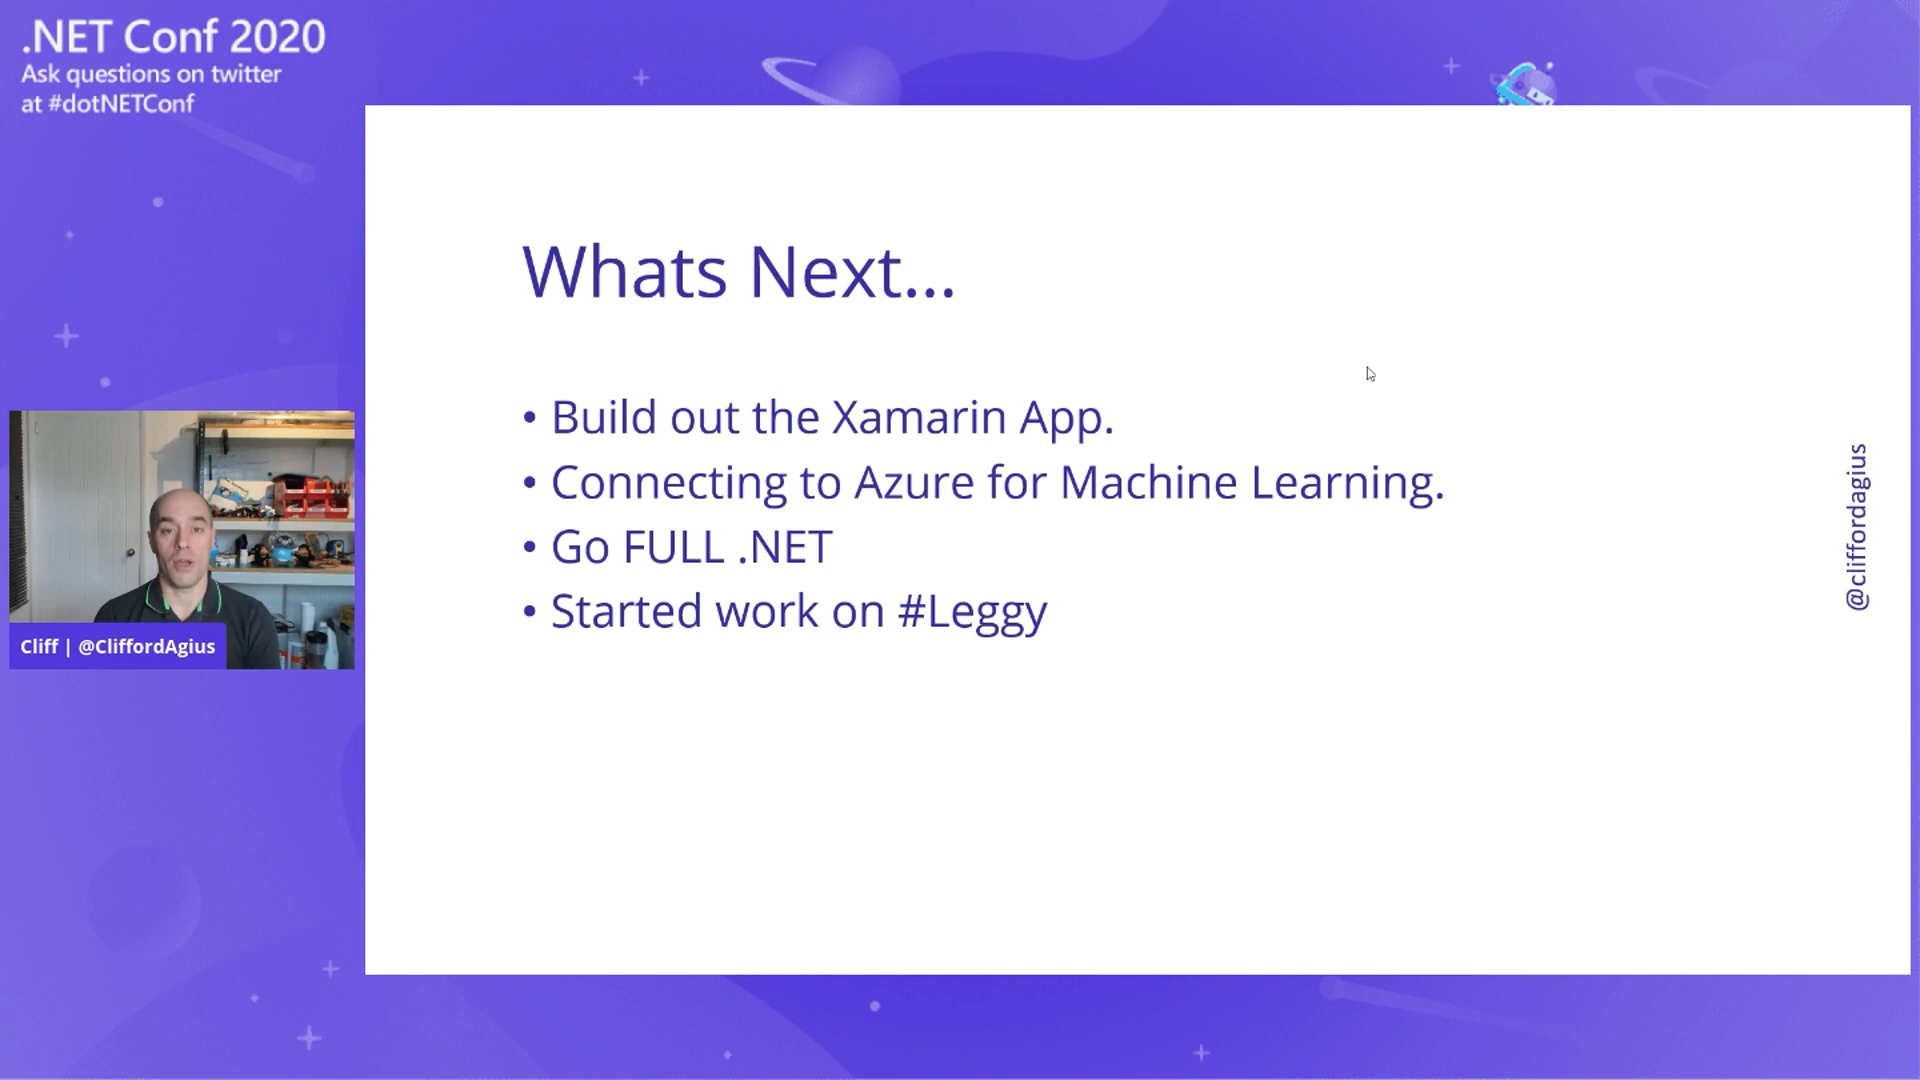 .NET Conf 2020
Ask questions on twitter
at #dotNETConf
Whats Next...
• Build out the Xamarin App.
• Connecting to Azure for Machine Learning.
• Go FULL .NET
• Started work on #Leggy
@cliffordagius
Cliff | @CliffordAgius